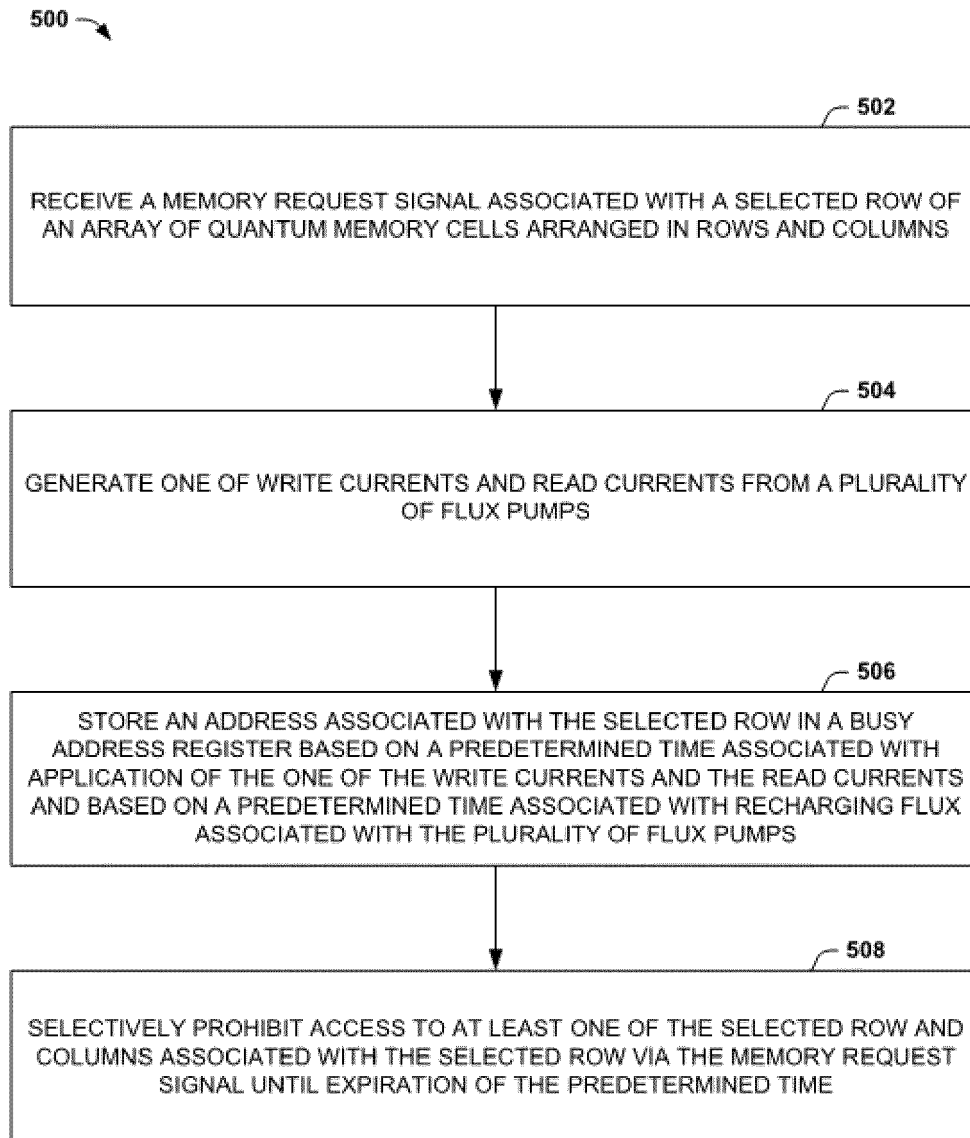 500
502
RECEIVE A MEMORY REQUEST SIGNAL ASSOCIATED WITH A SELECTED ROW OF
AN ARRAY OF QUANTUM MEMORY CELLS ARRANGED IN ROWS AND COLUMNS
504
GENERATE ONE OF WRITE CURRENTS AND READ CURRENTS FROM A PLURALITY
OF FLUX PUMPS
506
STORE AN ADDRESS ASSOCIATED WITH THE SELECTED ROW IN A BUSY
ADDRESS REGISTER BASED ON A PREDETERMINED TIME ASSOCIATED WITH
APPLICATION OF THE ONE OF THE WRITE CURRENTS AND THE READ CURRENTS
AND BASED ON A PREDETERMINED TIME ASSOCIATED WITH RECHARGING FLUX
ASSOCIATED WITH THE PLURALITY OF FLUX PUMPS
508
SELECTIVELY PROHIBIT ACCESS TO AT LEAST ONE OF THE SELECTED ROW AND
COLUMNS ASSOCIATED WITH THE SELECTED ROW VIA THE MEMORY REQUEST
SIGNAL UNTIL EXPIRATION OF THE PREDETERMINED TIME